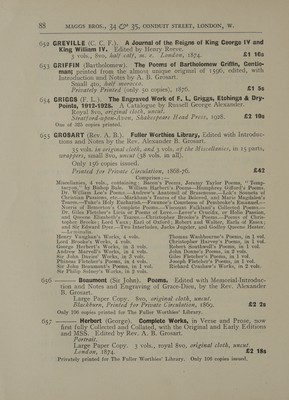 88 MAGGS BROS., 34 & 35, CONDUIT STREET, LONDON, W.
652 GREVILLE (C. C. F.). A Journal of the Reigns of King George IV and
King William IV. Edited by Henry Reeve.
3 vols., 8vo, half calf, m. e. London, 1874. £1 16s
653 GRIFFIN (Bartholomew). The Poems of Bartholomew Griffin, Gentle-
man; printed from the almost unique original of 1596, edited, with
Introduction and Notes by A. B. Grosart.
Small 4to, half morocco.
Privately Printed (only 50 copies), 1876. £1 5s
654 GRIGGS (F. L.). The Engraved Work of F. L. Griggs, Etchings & Dry-
Points, 1912-1928. A Catalogue by Russell George Alexander.
Royal 8vo, original cloth, uncut.
Stratford-upon-Avon, Shakespeare Head Press, 1928. £2 10s
One of 325 copies printed.
655 GROSART (Rev. A. B.). Fuller Worthies Library, Edited with Introduc-
tions and Notes by the Rev. Alexander B. Grosart.
33 vols. in original cloth, and 5 vols. of the Miscellanies, in 15 parts,
wrappers, small 8vo, uncut (38 vols. in all).
Only 156 copies issued.
Printed for Private Circulation, 1868-76. £42
Comprises:—
Miscellanies, 4 vols., containing Bacon's Poems, Jeremy Taylor Poems, "Temp-
tacyon," by Bishop Bale, William Harbert's Poems—Humphrey Gifford's Poems,
Dr. William Loe's Poems—Andrew's Anatomie of Baseness—Lok's Sonnets of
Christian Passions, etc.—Markham's Teares of the Beloved, and Marie Magdalen's
Teares—Fuler's Holy Eucharist—Fenner's Comment of Penitentes de Rosamund—
Norris of Bemerton's Complete Poems—Viscount Falkland's Collected Poems—
Dr. Giles Fletcher's Licia or Poems of Love—Lever's Crucifix, or Holie Passion,
and Queene Elizabeth's Teares—Christopher Brooke's Poems—Poems of Chris-
topher Brooke; Lord Vaux; Earl of Oxford; Robert and Walter, Earls of Essex;
and Sir Edward Dyer—Two Interludes, Jacke Jugeler, and Godley Queene Hester
—Levenalia.
Henry Vaughan's Works, 4 vols.
Lord Brooke's Works, 4 vols.
George Herbert's Works, in 3 vols.
Andrew Marvell's Works, in 4 vols.
Sir John Davies' Works, in 2 vols.
Phineas Fletcher's Poems, in 4 vols.
Sir John Beaumont's Poems, in 1 vol.
Sir Philip Sidney's Works, in 2 vols.
Thomas Washbourne's Poems, in 1 vol.
Christopher Harvey's Poems, in 1 vol.
Robert Southwell's Poems, in 1 vol.
John Donne's Poems, in 2 vols.
Giles Fletcher's Poems, in 1 vol.
Joseph Fletcher's Poems, in 1 vol.
Richard Crashaw's Works, in 2 vols.
656 —— Beaumont (Sir John). Poems. Edited with Memorial-Introduc-
tion and Notes and Engraving of Grace-Dieu, by the Rev. Alexander
B. Grosart.
Large Paper Copy. 8vo, original cloth, uncut.
Blackburn, Printed for Private Circulation, 1869. £2 2s
Only 106 copies printed for The Fuller Worthies' Library.
657 —— Herbert (George). Complete Works, in Verse and Prose, now
first fully Collected and Collated, with the Original and Early Editions
and MSS. Edited by Rev. A. B. Grosart.
Portrait.
Large Paper Copy. 3 vols., royal 8vo, original cloth, uncut.
London, 1874. £2 18s
Privately printed for The Fuller Worthies' Library. Only 106 copies issued.